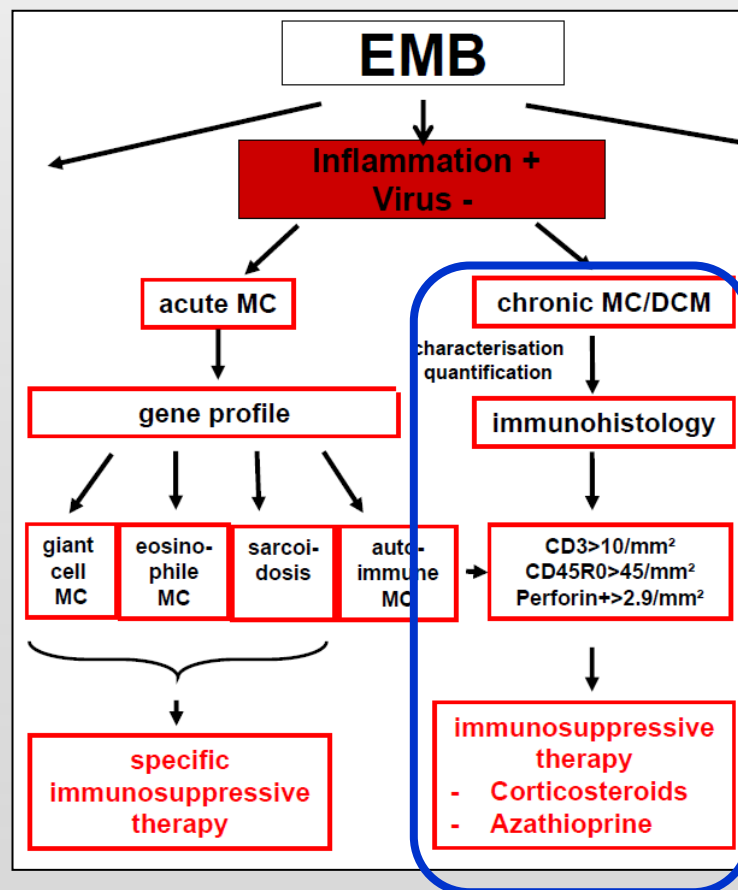 EMB
Inflammation +
Virus -
acute MC
chronic MC/DCM
characterisation
quantification
gene profile
immunohistology
giant
cell
MC
eosino-
phile
MC
sarcoi-
dosis
auto-
immune
MC
CD3>10/mm²
CD45R0>45/mm²
Perforin+>2.9/mm²
specific
immunosuppressive
therapy
immunosuppressive
therapy
- Corticosteroids
- Azathioprine